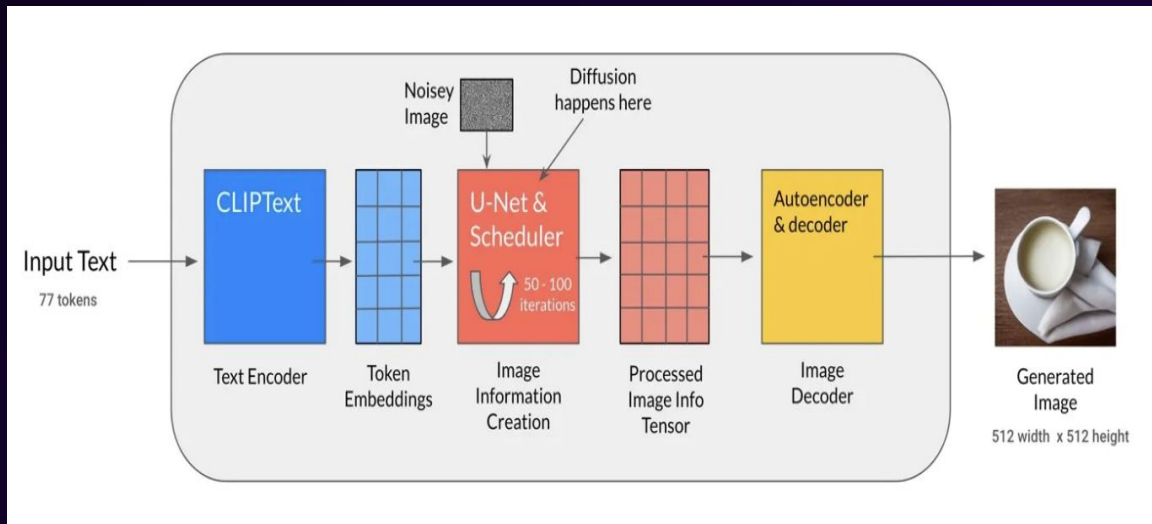 Noisey
Image
Diffusion
happens here
CLIPText
U-Net &
Scheduler
50 - 100
iterations
Autoencoder
& decoder
Input Text
77 tokens
Text Encoder
Token
Embeddings
Image
Information
Creation
Processed
Image Info
Tensor
Image
Decoder
Generated
Image
512 width x 512 height